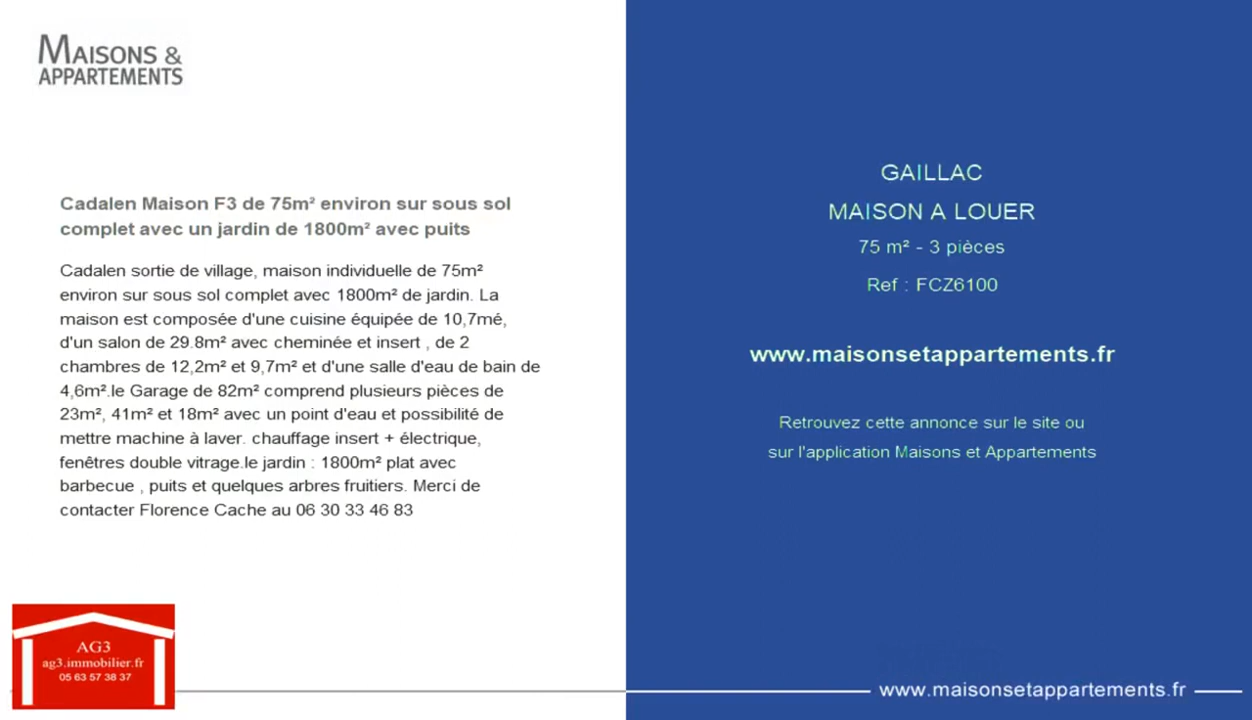 MAISONS &
APPARTEMENTS
Cadalen Maison F3 de 75m² environ sur sous sol
complet avec un jardin de 1800m² avec puits
Cadalen sortie de village, maison individuelle de 75m²
environ sur sous sol complet avec 1800m² de jardin. La
maison est composée d'une cuisine équipée de 10,7mé,
d'un salon de 29.8m² avec cheminée et insert , de 2
chambres de 12,2m² et 9,7m² et d'une salle d'eau de bain de
4,6m².le Garage de 82m² comprend plusieurs pièces de
23m², 41m² et 18m² avec un point d'eau et possibilité de
mettre machine à laver. chauffage insert + électrique,
fenêtres double vitrage.le jardin : 1800m² plat avec
barbecue , puits et quelques arbres fruitiers. Merci de
contacter Florence Cache au 06 30 33 46 83
AG3
ag3.immobilier.fr
05 63 57 38 37
GAILLAC
MAISON A LOUER
75 m² - 3 pièces
Ref : FCZ6100
www.maisonsetappartements.fr
Retrouvez cette annonce sur le site ou
sur l'application Maisons et Appartements
www.maisonsetappartements.fr